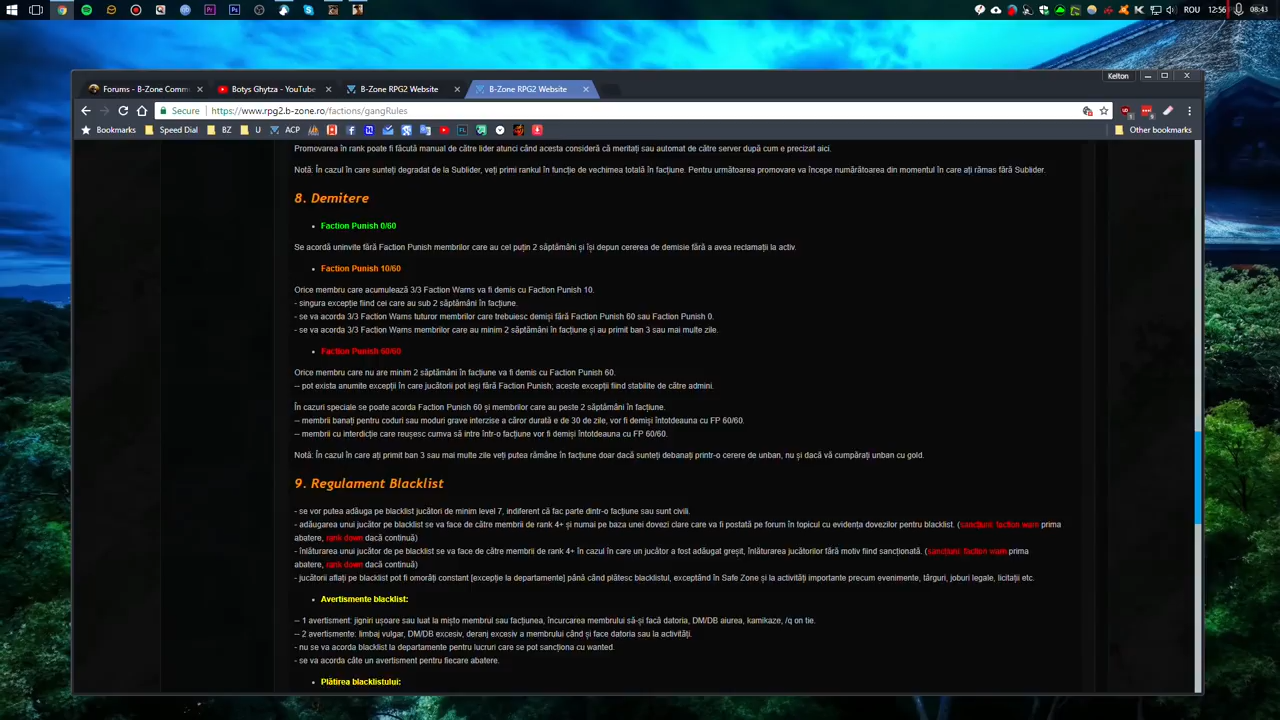 ROU 12:56 08:43
Kelton
Forums - B-Zone Comm
Botys Ghytza - YouTube
B-Zone RPG2 Website
B-Zone RPG2 Website
Secure https://www.rpg2.b-zone.ro/factions/gangRules
Bookmarks Speed Dial BZ U ACP Other bookmarks
Promovarea în rank poate fi făcută manual de către lider atunci când acesta consideră că meritați sau automat de către server după cum e precizat aici.
Notă: În cazul în care sunteți degradat de la Sublider, veți primi rankul în funcție de vechimea totală în facțiune. Pentru următoarea promovare va începe numărătoarea din momentul în care ați rămas fără Sublider.
8. Demitere
• Faction Punish 0/60
Se acordă uninvite fără Faction Punish membrilor care au cel puțin 2 săptămâni și își depun cererea de demisie fără a avea reclamații la activ.
• Faction Punish 10/60
Orice membru care acumulează 3/3 Faction Warns va fi demis cu Faction Punish 10.
- singura excepție fiind cei care au sub 2 săptămâni în facțiune.
- se va acorda 3/3 Faction Warns tuturor membrilor care trebuiesc demiși fără Faction Punish 60 sau Faction Punish 0.
- se va acorda 3/3 Faction Warns membrilor care au minim 2 săptămâni în facțiune și au primit ban 3 sau mai multe zile.
• Faction Punish 60/60
Orice membru care nu are minim 2 săptămâni în facțiune va fi demis cu Faction Punish 60.
-- pot exista anumite excepții în care jucătorii pot ieși fără Faction Punish; aceste excepții fiind stabilite de către admini.
În cazuri speciale se poate acorda Faction Punish 60 și membrilor care au peste 2 săptămâni în facțiune.
-- membrii banați pentru coduri sau moduri grave interzise a căror durată e de 30 de zile, vor fi demiși întotdeauna cu FP 60/60.
-- membrii cu interdicție care reușesc cumva să intre într-o facțiune vor fi demiși întotdeauna cu FP 60/60.
Notă: În cazul în care ați primit ban 3 sau mai multe zile veți putea rămâne în facțiune doar dacă sunteți debanați printr-o cerere de unban, nu și dacă vă cumpărați unban cu gold.
9. Regulament Blacklist
- se vor putea adăuga pe blacklist jucători de minim level 7, indiferent că fac parte dintr-o facțiune sau sunt civili.
- adăugarea unui jucător pe blacklist se va face de către membrii de rank 4+ și numai pe baza unei dovezi clare care va fi postată pe forum în topicul cu evidența dovezilor pentru blacklist. (sancțiuni: faction warn prima
abatere, rank down dacă continuă)
- înlăturarea unui jucător de pe blacklist se va face de către membrii de rank 4+ în cazul în care un jucător a fost adăugat greșit, înlăturarea jucătorilor fără motiv fiind sancționată. (sancțiuni: faction warn prima
abatere, rank down dacă continuă)
- jucătorii aflați pe blacklist pot fi omorâți constant [excepție la departamente] până când plătesc blacklistul, exceptând în Safe Zone și la activități importante precum evenimente, târguri, joburi legale, licitații etc.
• Avertismente blacklist:
-- 1 avertisment: jigniri ușoare sau luat la mișto membrul sau facțiunea, încurcarea membrului să-și facă datoria, DM/DB aiurea, kamikaze, /q on tie.
-- 2 avertismente: limbaj vulgar, DM/DB excesiv, deranj excesiv a membrului când și face datoria sau la activități.
- nu se va acorda blacklist la departamente pentru lucruri care se pot sancționa cu wanted.
- se va acorda câte un avertisment pentru fiecare abatere.
• Plătirea blacklistului: